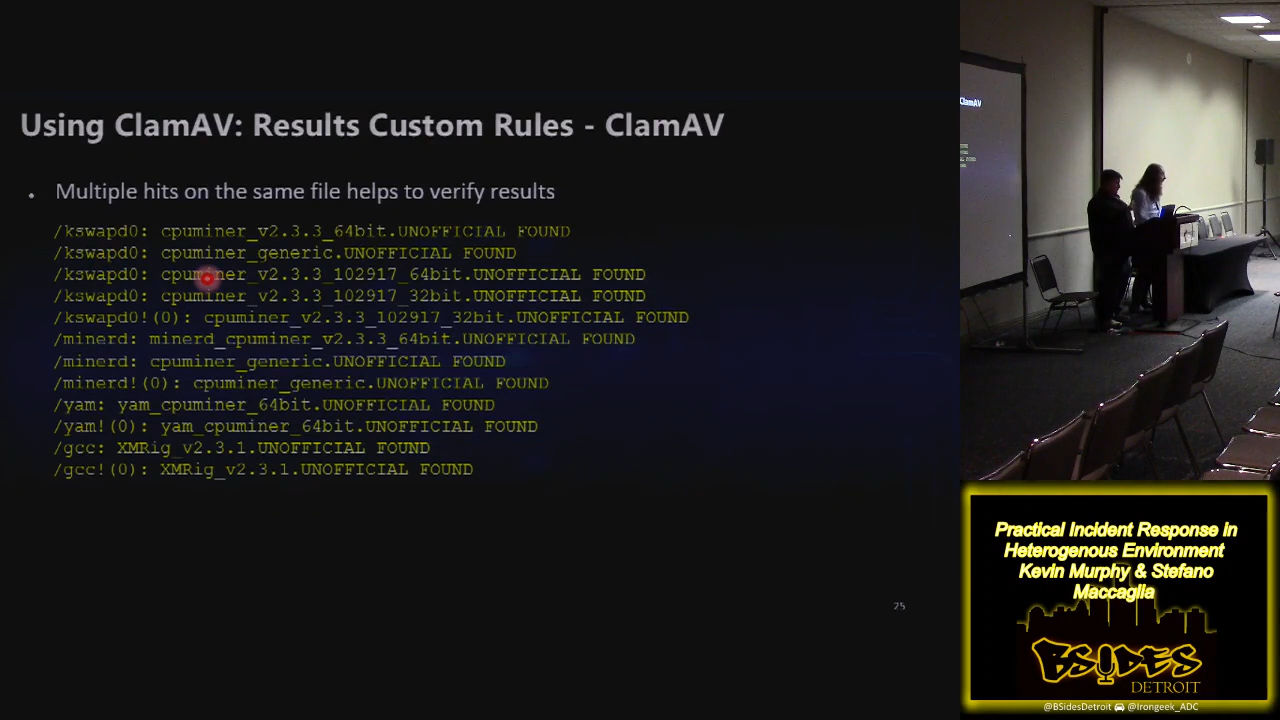 Using ClamAV: Results Custom Rules - ClamAV
• Multiple hits on the same file helps to verify results
/kswapd0: cpuminer_v2.3.3_64bit.UNOFFICIAL FOUND
/kswapd0: cpuminer_generic.UNOFFICIAL FOUND
/kswapd0: cpuminer_v2.3.3_102917_64bit.UNOFFICIAL FOUND
/kswapd0: cpuminer_v2.3.3_102917_32bit.UNOFFICIAL FOUND
/kswapd0!(0): cpuminer_v2.3.3_102917_32bit.UNOFFICIAL FOUND
/minerd: minerd_cpuminer_v2.3.3_64bit.UNOFFICIAL FOUND
/minerd: cpuminer_generic.UNOFFICIAL FOUND
/minerd!(0): cpuminer_generic.UNOFFICIAL FOUND
/yam: yam_cpuminer_64bit.UNOFFICIAL FOUND
/yam!(0): yam_cpuminer_64bit.UNOFFICIAL FOUND
/gcc: XMRig_v2.3.1.UNOFFICIAL FOUND
/gcc!(0): XMRig_v2.3.1.UNOFFICIAL FOUND
25
ClamAV
Practical Incident Response in
Heterogenous Environment
Kevin Murphy & Stefano
Maccaglia
BSIDES
DETROIT
@BSidesDetroit @Irongeek_ADC